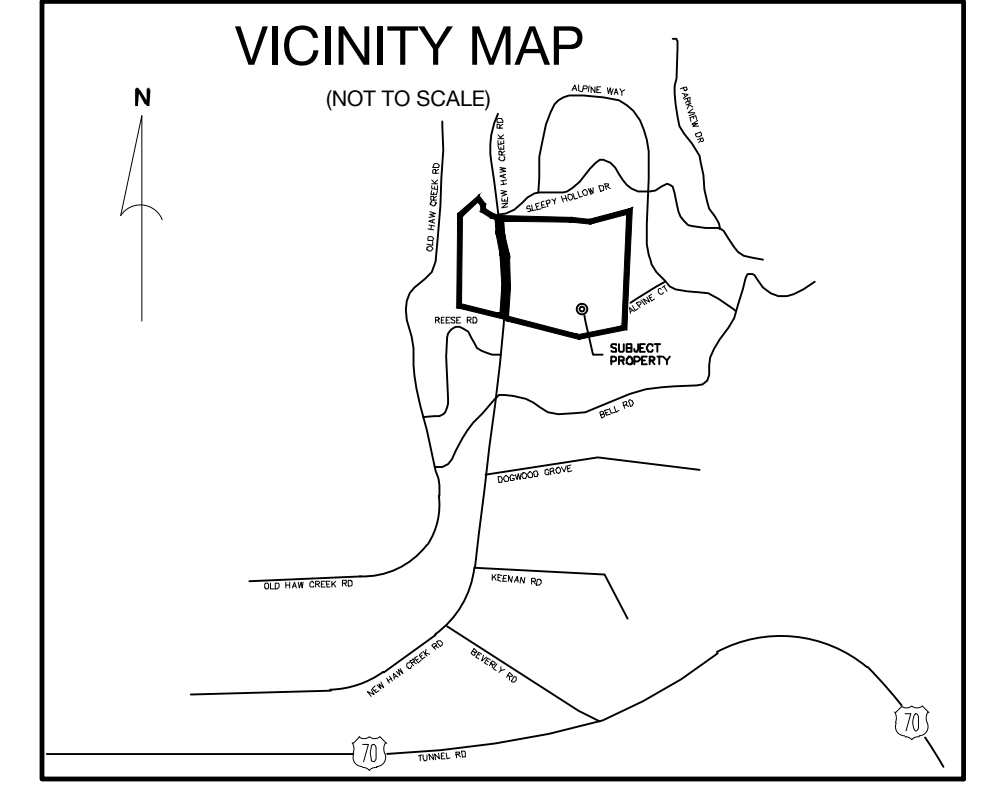 VICINITY MAP
(NOT TO SCALE)
N
ALPINE WAY
PARKVIEW DR
NEW HAW CREEK RD
OLD HAW CREEK RD
SLEEPY HOLLOW DR
ALPINE CT
REESE RD
SUBJECT
PROPERTY
BELL RD
DOGWOOD GROVE
OLD HAW CREEK RD
KEENAN RD
NEW HAW CREEK RD
BEVERLY RD
70
70
TUNNEL RD